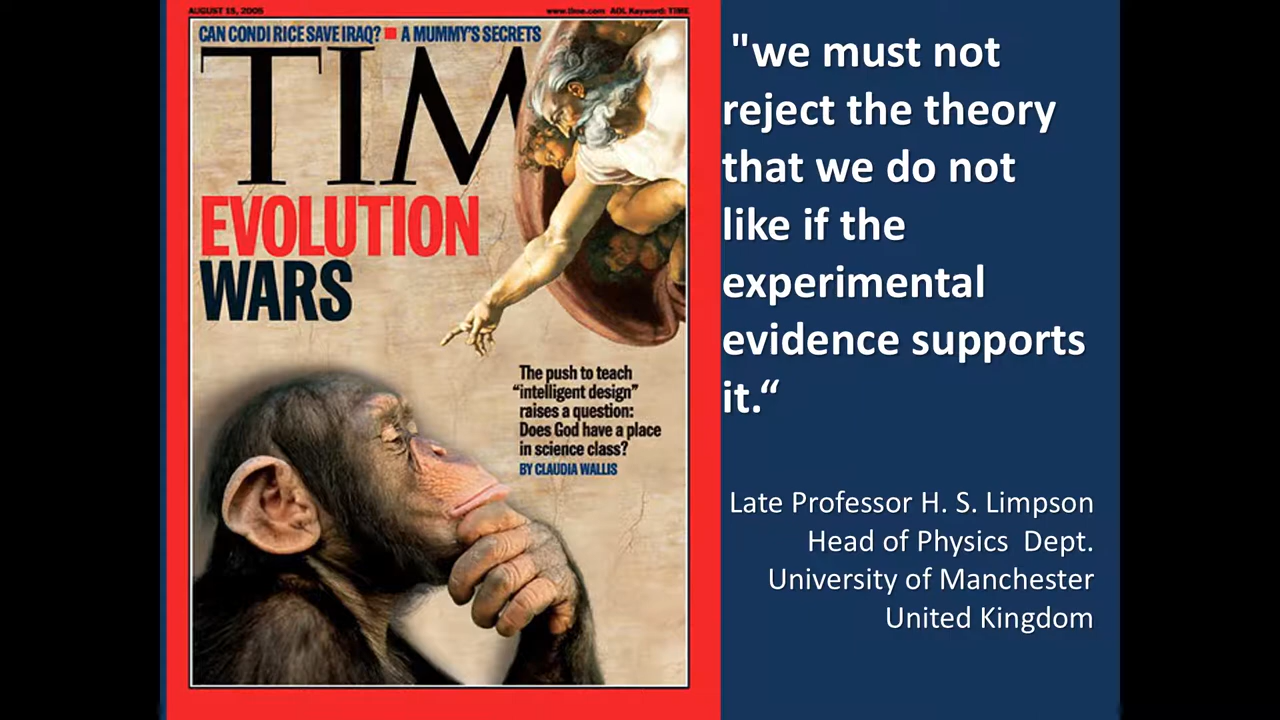 AUGUST 15, 2005 www.time.com AOL Keyword: TIME
CAN CONDI RICE SAVE IRAQ? ■ A MUMMY'S SECRETS
TIM
EVOLUTION
WARS
The push to teach
“intelligent design”
raises a question:
Does God have a place
in science class?
BY CLAUDIA WALLIS
"we must not
reject the theory
that we do not
like if the
experimental
evidence supports
it.“
Late Professor H. S. Limpson
Head of Physics Dept.
University of Manchester
United Kingdom